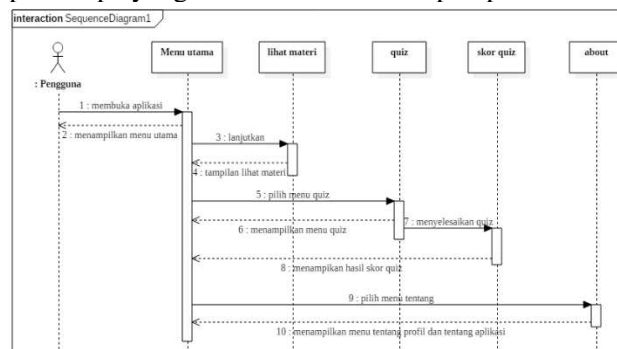 interaction SequenceDiagram1
Menu utama
lihat materi
quiz
skor quiz
about
: Pengguna
1 : membuka aplikasi
2 : menampilkan menu utama
3 : lanjutkan
4 : tampilan lihat materi
5 : pilih menu quiz
6 : menampilkan menu quiz
7 : menyelesaikan quiz
8 : menampikan hasil skor quiz
9 : pilih menu tentang
10 : menampilkan menu tentang profil dan tentang aplikasi